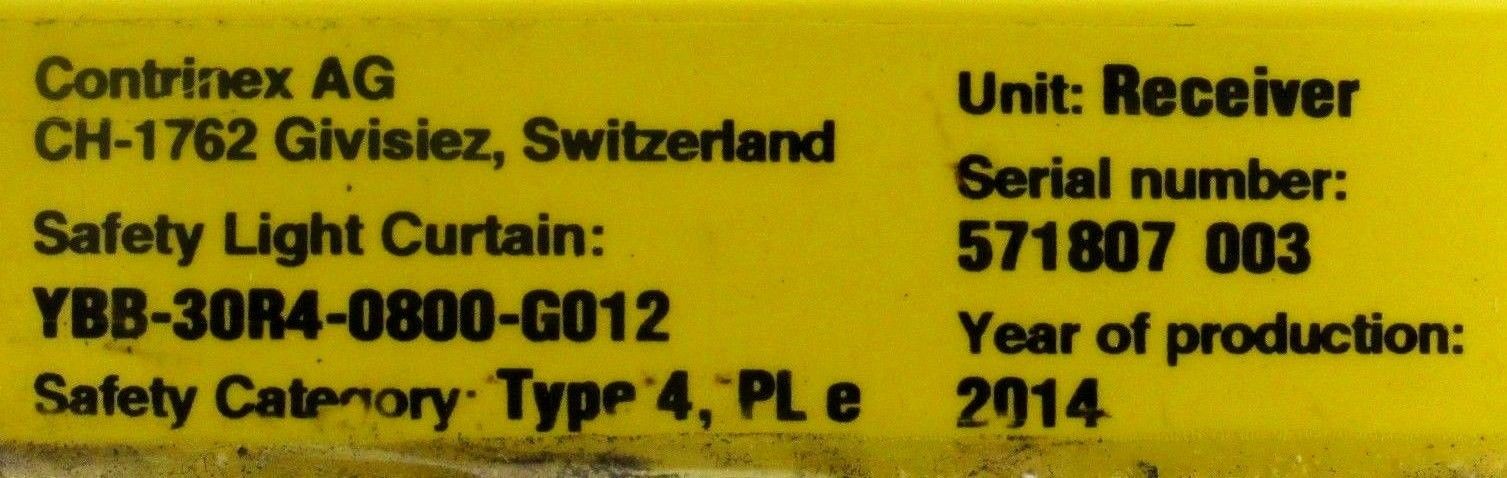 Contrinex AG
CH-1762 Givisiez, Switzerland
Safety Light Curtain:
YBB-30R4-0800-G012
Safety Category: Type 4, PL e
Unit: Receiver
Serial number:
571807 003
Year of production:
2014